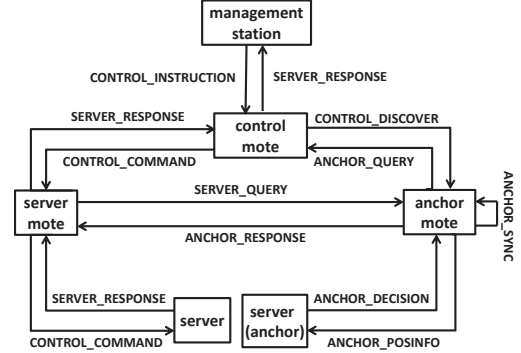 management
station
CONTROL_INSTRUCTION
SERVER_RESPONSE
SERVER_RESPONSE
control
mote
CONTROL_DISCOVER
CONTROL_COMMAND
ANCHOR_QUERY
server
mote
SERVER_QUERY
anchor
mote
ANCHOR_SYNC
ANCHOR_RESPONSE
SERVER_RESPONSE
server
server
(anchor)
ANCHOR_DECISION
CONTROL_COMMAND
ANCHOR_POSINFO